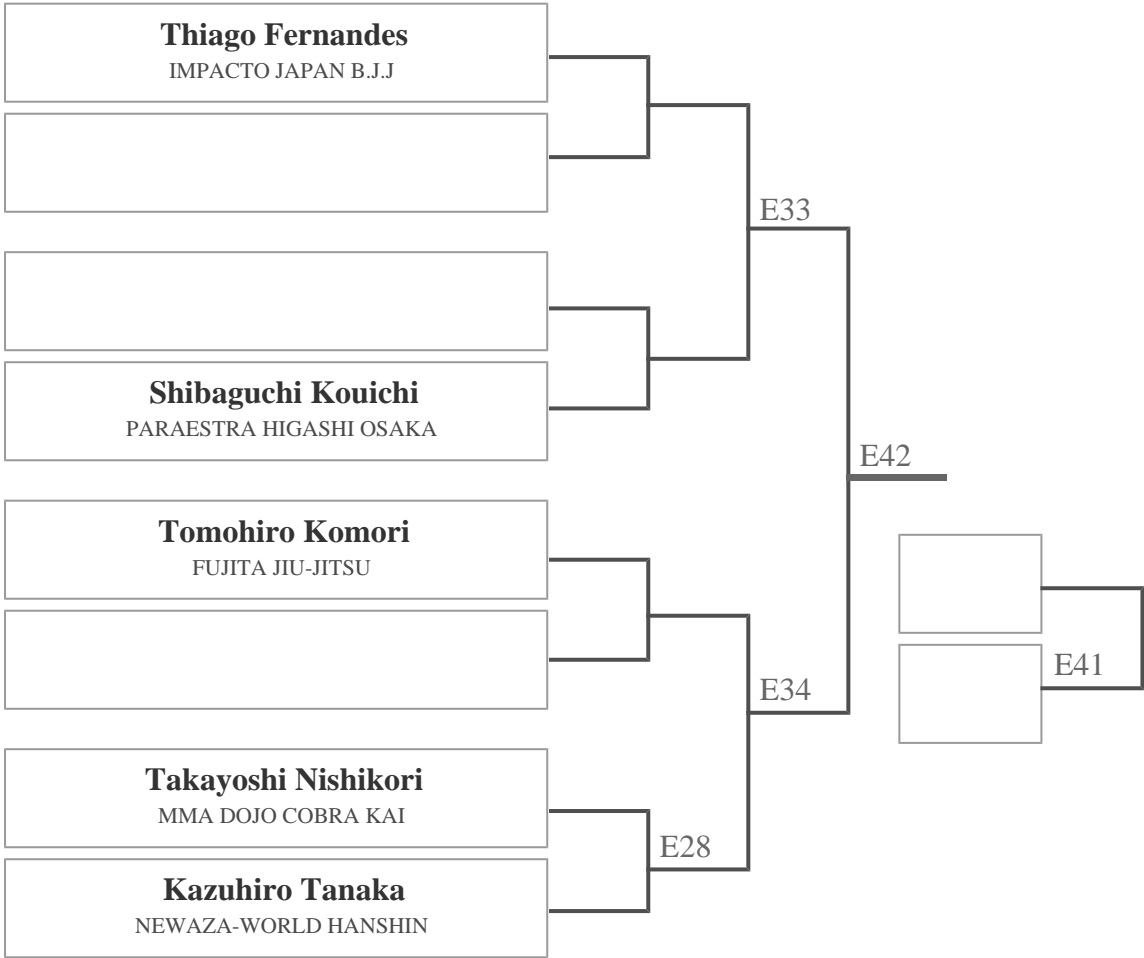 Thiago Fernandes
IMPACTO JAPAN B.J.J
E33
Shibaguchi Kouichi
PARAESTRA HIGASHI OSAKA
E42
Tomohiro Komori
FUJITA JIU-JITSU
E41
E34
Takayoshi Nishikori
MMA DOJO COBRA KAI
E28
Kazuhiro Tanaka
NEWAZA-WORLD HANSHIN